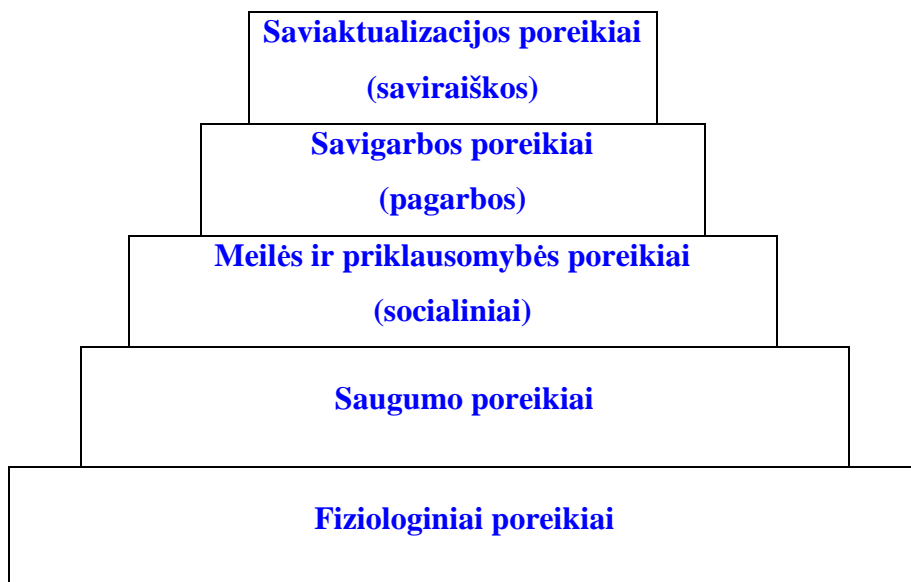 Saviaktualizacijos poreikiai
(saviraiškos)
Savigarbos poreikiai
(pagarbos)
Meilės ir priklausomybės poreikiai
(socialiniai)
Saugumo poreikiai
Fiziologiniai poreikiai